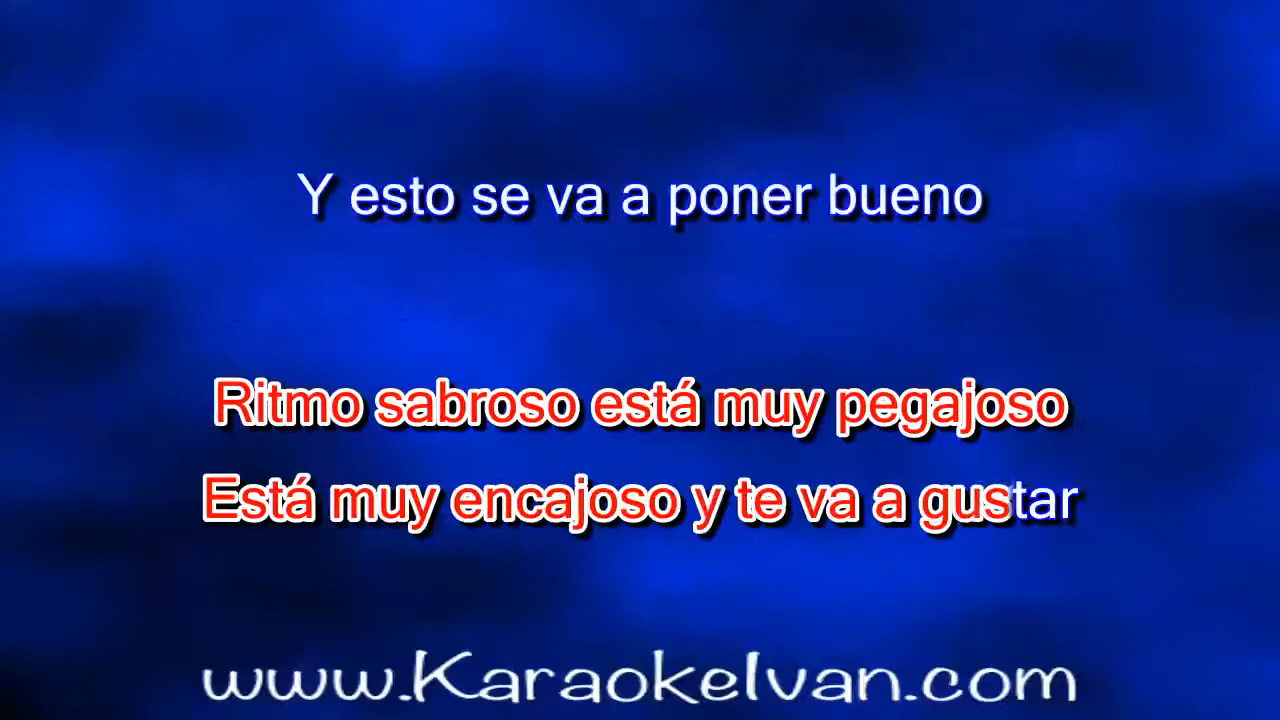 Y esto se va a poner bueno
Ritmo sabroso está muy pegajoso
Está muy encajoso y te va a gustar
www.KaraokeIvan.com